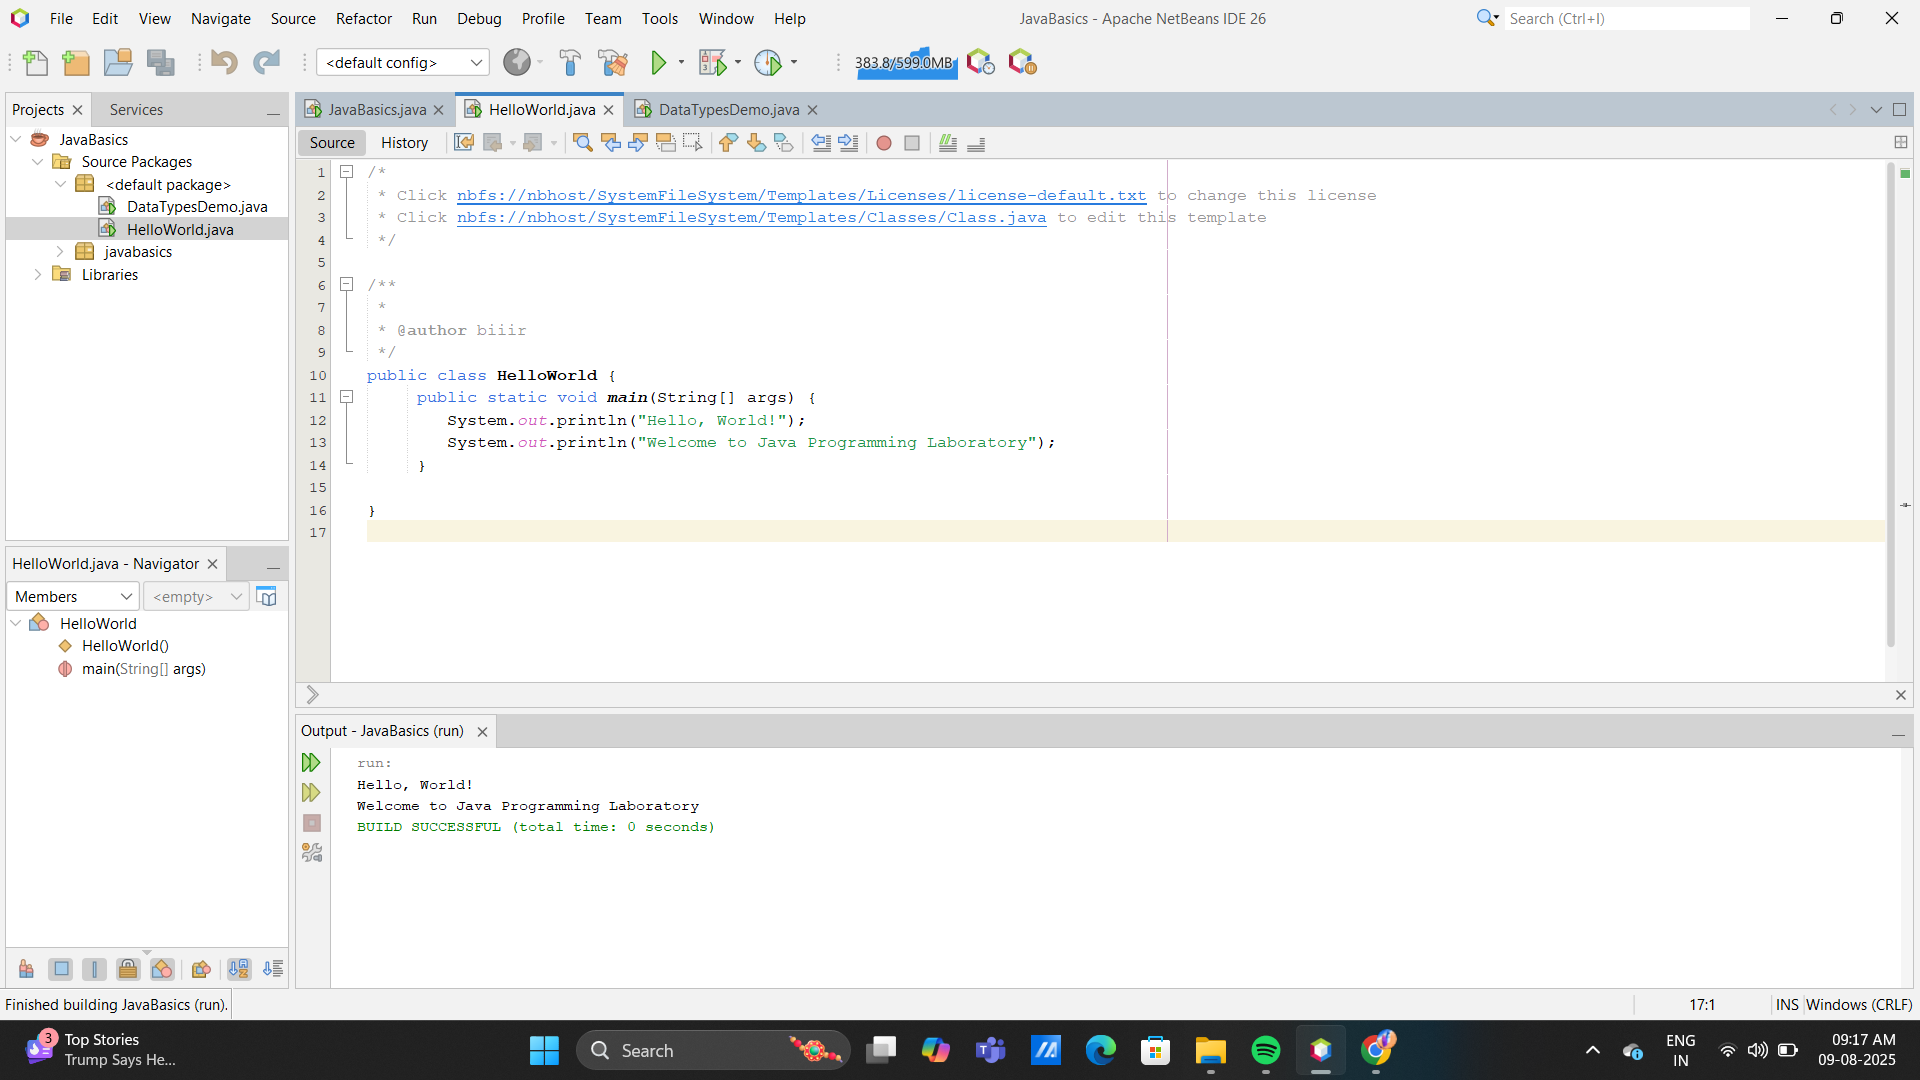 File Edit View Navigate Source Refactor Run Debug Profile Team Tools Window Help
JavaBasics - Apache NetBeans IDE 26
Search (Ctrl+I)
<default config>
383.8/599.0MB
Projects
Services
JavaBasics
Source Packages
<default package>
DataTypesDemo.java
HelloWorld.java
javabasics
Libraries
JavaBasics.java
HelloWorld.java
DataTypesDemo.java
Source
History
1 /*
2 * Click nbfs://nbhost/SystemFileSystem/Templates/Licenses/license-default.txt to change this license
3 * Click nbfs://nbhost/SystemFileSystem/Templates/Classes/Class.java to edit this template
4 */
5
6 /**
7 *
8 * @author biiir
9 */
10 public class HelloWorld {
11 public static void main(String[] args) {
12 System.out.println("Hello, World!");
13 System.out.println("Welcome to Java Programming Laboratory");
14 }
15
16 }
17
HelloWorld.java - Navigator
Members
<empty>
HelloWorld
HelloWorld()
main(String[] args)
Output - JavaBasics (run)
run:
Hello, World!
Welcome to Java Programming Laboratory
BUILD SUCCESSFUL (total time: 0 seconds)
Finished building JavaBasics (run).
17:1
INS
Windows (CRLF)
3
Top Stories
Trump Says He...
Search
ENG
IN
09:17 AM
09-08-2025